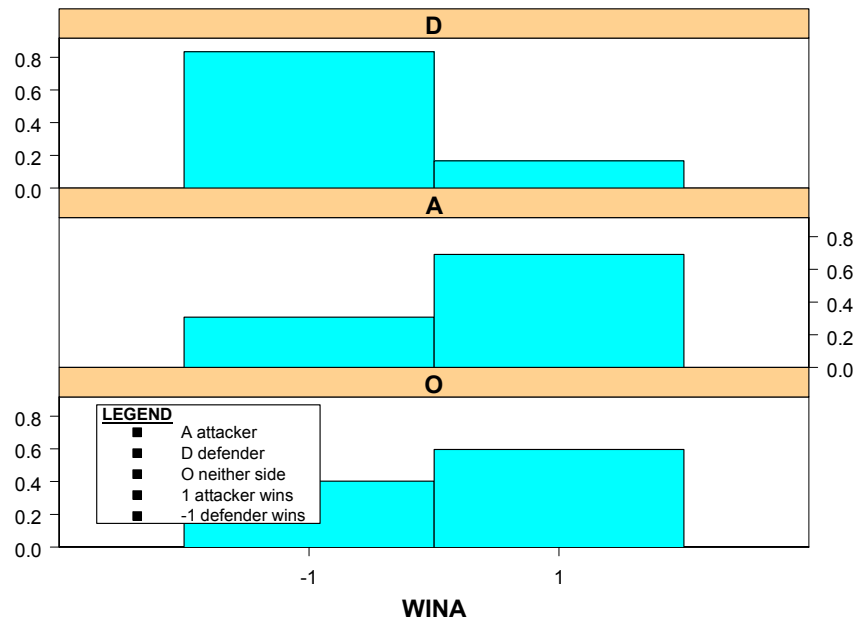 D
0.8
0.6
0.4
0.2
0.0
A
0.8
0.6
0.4
0.2
0.0
O
0.8
0.6
0.4
0.2
0.0
LEGEND
A attacker
D defender
O neither side
1 attacker wins
-1 defender wins
-1 1
WINA